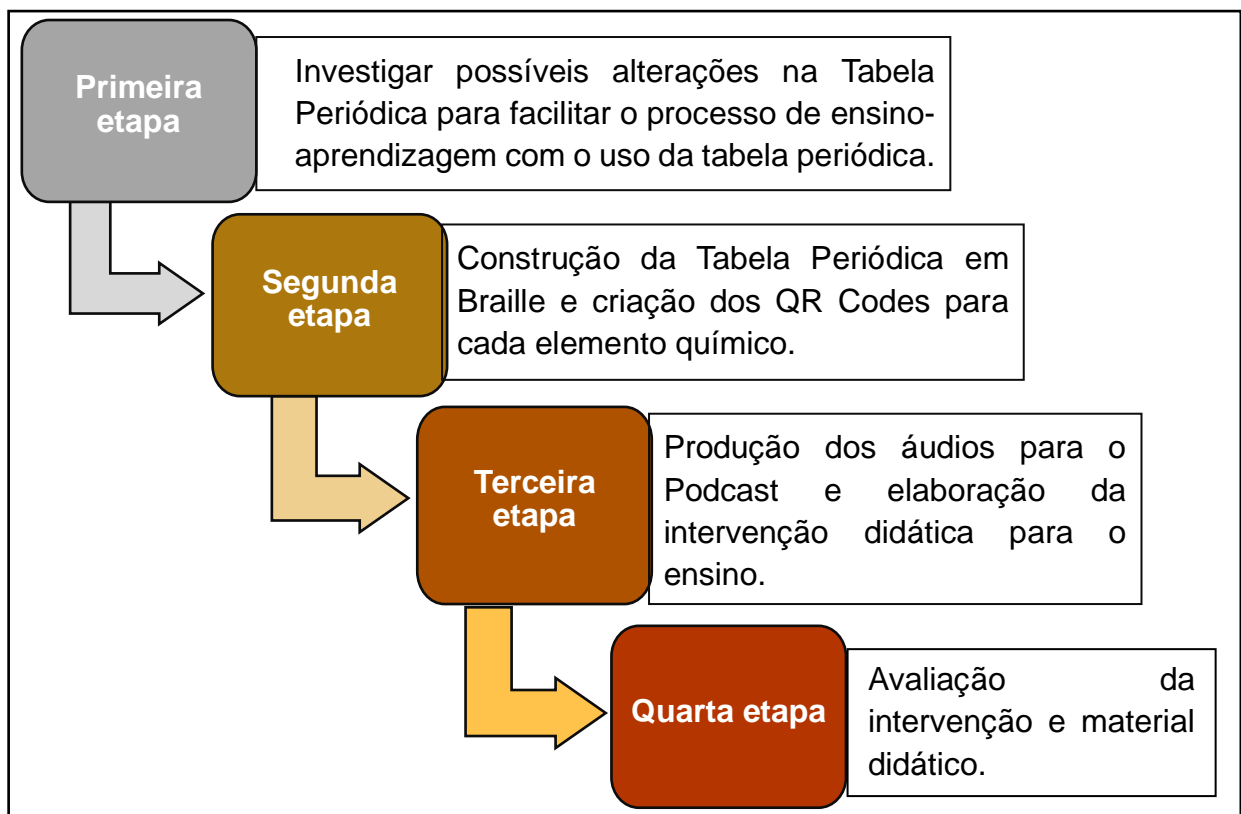 Primeira
etapa
Investigar possíveis alterações na Tabela
Periódica para facilitar o processo de ensino-
aprendizagem com o uso da tabela periódica.
Segunda
etapa
Construção da Tabela Periódica em
Braille e criação dos QR Codes para
cada elemento químico.
Terceira
etapa
Produção dos áudios para o
Podcast e elaboração da
intervenção didática para o
ensino.
Quarta etapa
Avaliação da
intervenção e material
didático.